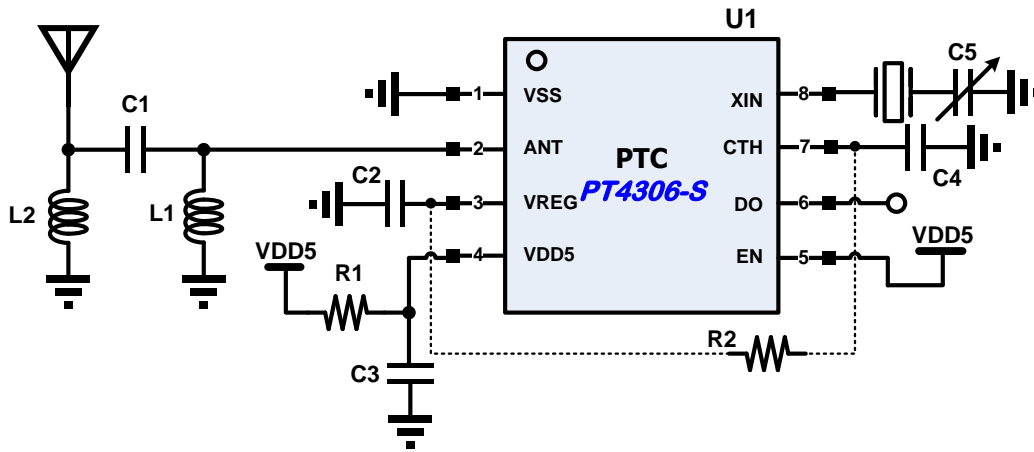 U1
C5
C1
1
VSS
XIN
8
2
ANT
PTC
CTH
7
PT4306-S
C2
C4
L2
L1
3
VREG
DO
6
VDD5
4
VDD5
EN
5
VDD5
R1
R2
C3